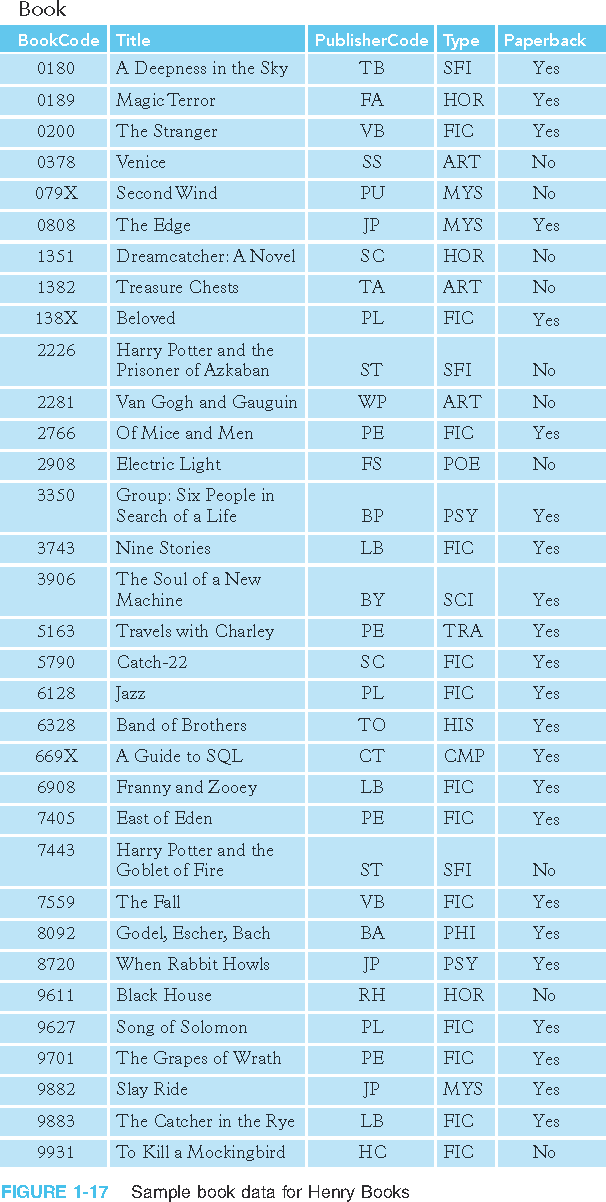 Book
BookCode Title PublisherCode Type Paperback
0180 A Deepness in the Sky TB SFI Yes
0189 Magic Terror FA HOR Yes
0200 The Stranger VB FIC Yes
0378 Venice SS ART No
079X Second Wind PU MYS No
0808 The Edge JP MYS Yes
1351 Dreamcatcher: A Novel SC HOR No
1382 Treasure Chests TA ART No
138X Beloved PL FIC Yes
2226 Harry Potter and the
Prisoner of Azkaban ST SFI No
2281 Van Gogh and Gauguin WP ART No
2766 Of Mice and Men PE FIC Yes
2908 Electric Light FS POE No
3350 Group: Six People in
Search of a Life BP PSY Yes
3743 Nine Stories LB FIC Yes
3906 The Soul of a New
Machine BY SCI Yes
5163 Travels with Charley PE TRA Yes
5790 Catch-22 SC FIC Yes
6128 Jazz PL FIC Yes
6328 Band of Brothers TO HIS Yes
669X A Guide to SQL CT CMP Yes
6908 Franny and Zooey LB FIC Yes
7405 East of Eden PE FIC Yes
7443 Harry Potter and the
Goblet of Fire ST SFI No
7559 The Fall VB FIC Yes
8092 Godel, Escher, Bach BA PHI Yes
8720 When Rabbit Howls JP PSY Yes
9611 Black House RH HOR No
9627 Song of Solomon PL FIC Yes
9701 The Grapes of Wrath PE FIC Yes
9882 Slay Ride JP MYS Yes
9883 The Catcher in the Rye LB FIC Yes
9931 To Kill a Mockingbird HC FIC No
FIGURE 1-17 Sample book data for Henry Books